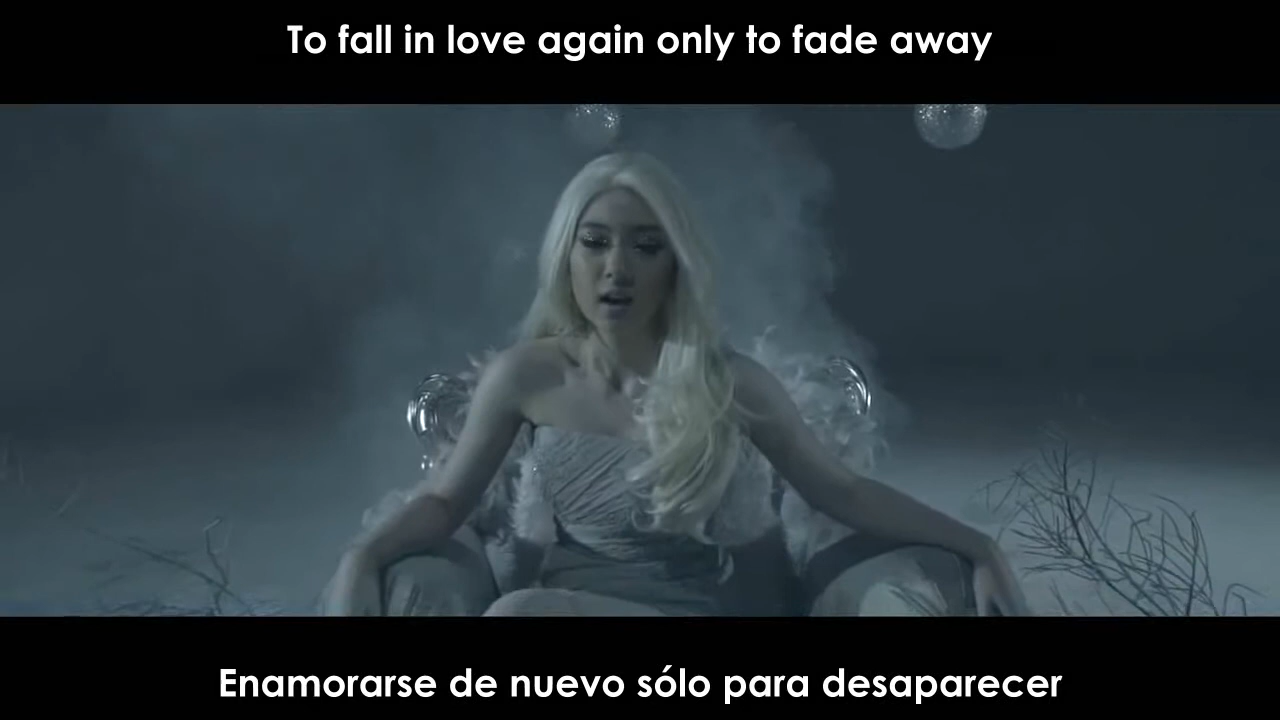 To fall in love again only to fade away
Enamorarse de nuevo sólo para desaparecer